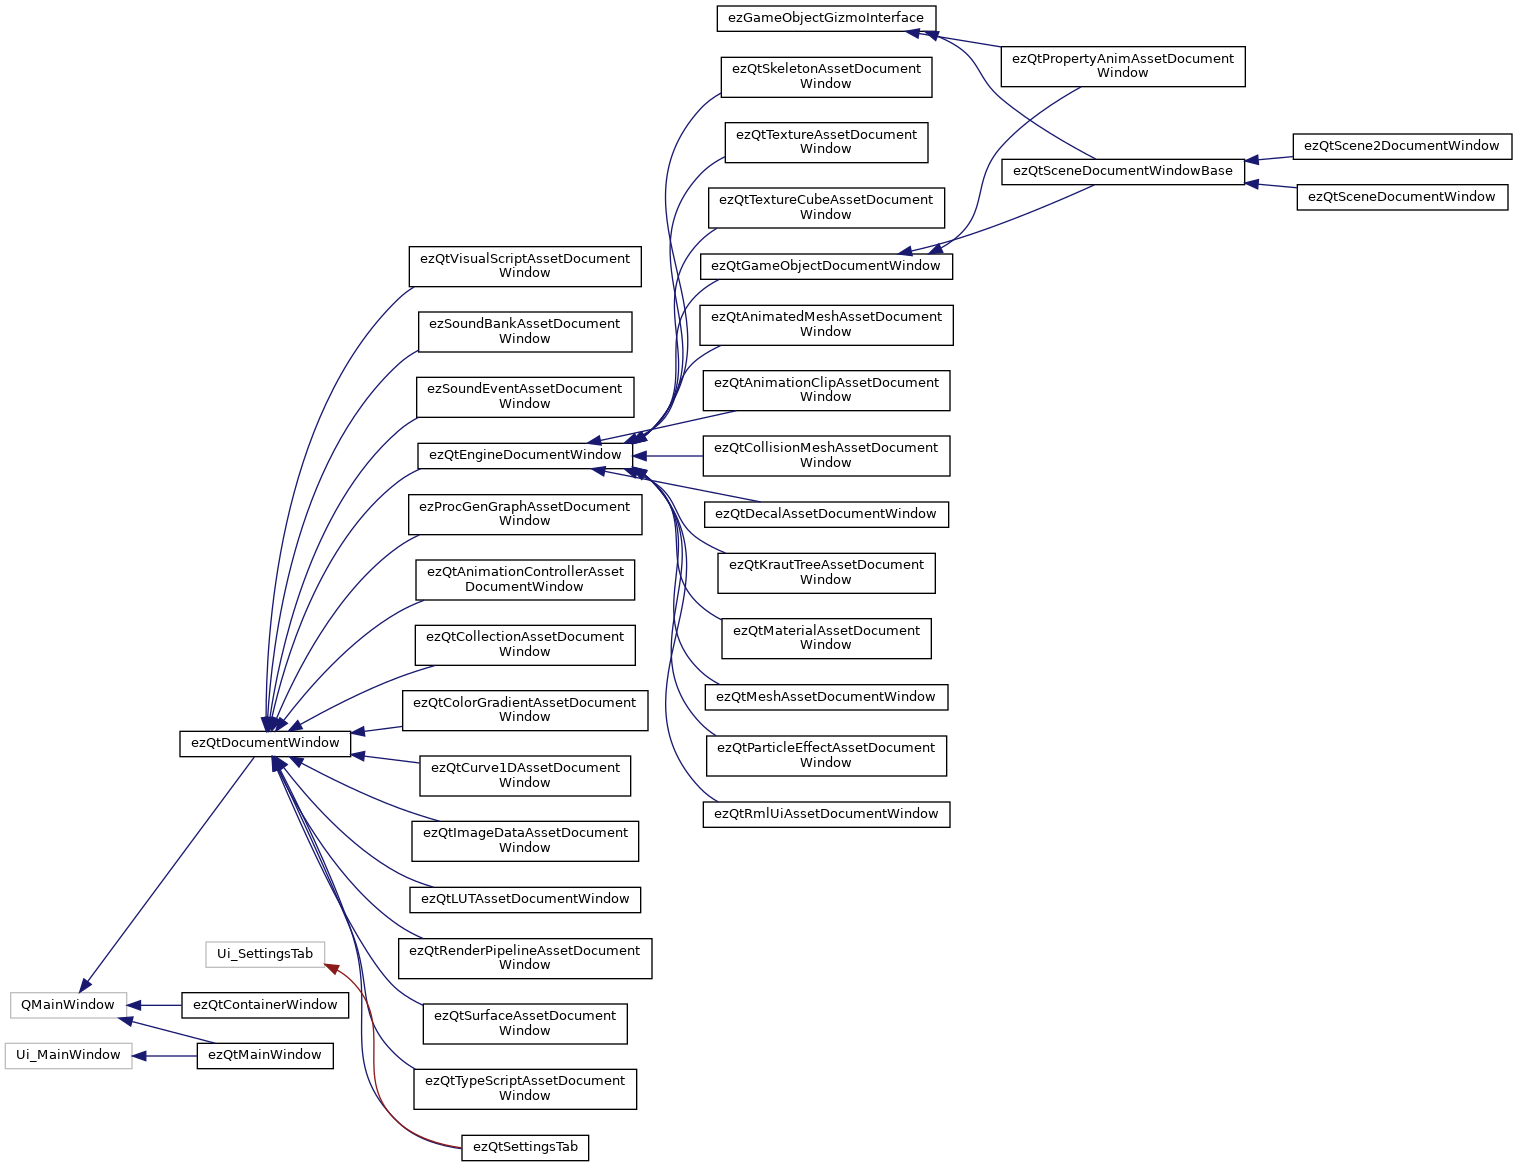 ezGameObjectGizmoInterface
ezQtPropertyAnimAssetDocument
Window
ezQtSkeletonAssetDocument
Window
ezQtTextureAssetDocument
Window
ezQtScene2DocumentWindow
ezQtSceneDocumentWindowBase
ezQtSceneDocumentWindow
ezQtTextureCubeAssetDocument
Window
ezQtGameObjectDocumentWindow
ezQtVisualScriptAssetDocument
Window
ezQtAnimatedMeshAssetDocument
Window
ezSoundBankAssetDocument
Window
ezQtAnimationClipAssetDocument
Window
ezSoundEventAssetDocument
Window
ezQtEngineDocumentWindow
ezQtCollisionMeshAssetDocument
Window
ezProcGenGraphAssetDocument
Window
ezQtDecalAssetDocumentWindow
ezQtKrautTreeAssetDocument
Window
ezQtAnimationControllerAsset
DocumentWindow
ezQtCollectionAssetDocument
Window
ezQtMaterialAssetDocument
Window
ezQtColorGradientAssetDocument
Window
ezQtMeshAssetDocumentWindow
ezQtDocumentWindow
ezQtParticleEffectAssetDocument
Window
ezQtCurve1DAssetDocument
Window
ezQtRmlUiAssetDocumentWindow
ezQtImageDataAssetDocument
Window
ezQtLUTAssetDocumentWindow
Ui_SettingsTab
ezQtRenderPipelineAssetDocument
Window
QMainWindow
ezQtContainerWindow
ezQtSurfaceAssetDocument
Window
Ui_MainWindow
ezQtMainWindow
ezQtTypeScriptAssetDocument
Window
ezQtSettingsTab